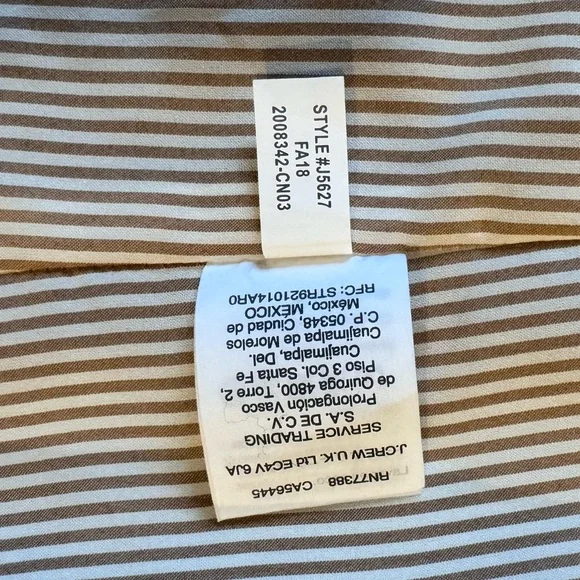 STYLE #J5627
FA18
2008342-CN03
RN77388 CA56445
J.CREW U.K. Ltd EC4V 6JA
SERVICE TRADING
S.A. DE C.V.
Prolongación Vasco
de Quiroga 4800, Torre 2,
Piso 3 Col. Santa Fe
Cuajimalpa, Del.
Cuajimalpa de Morelos
C.P. 05348, Ciudad de
México, MÉXICO
RFC: STR921014AR0